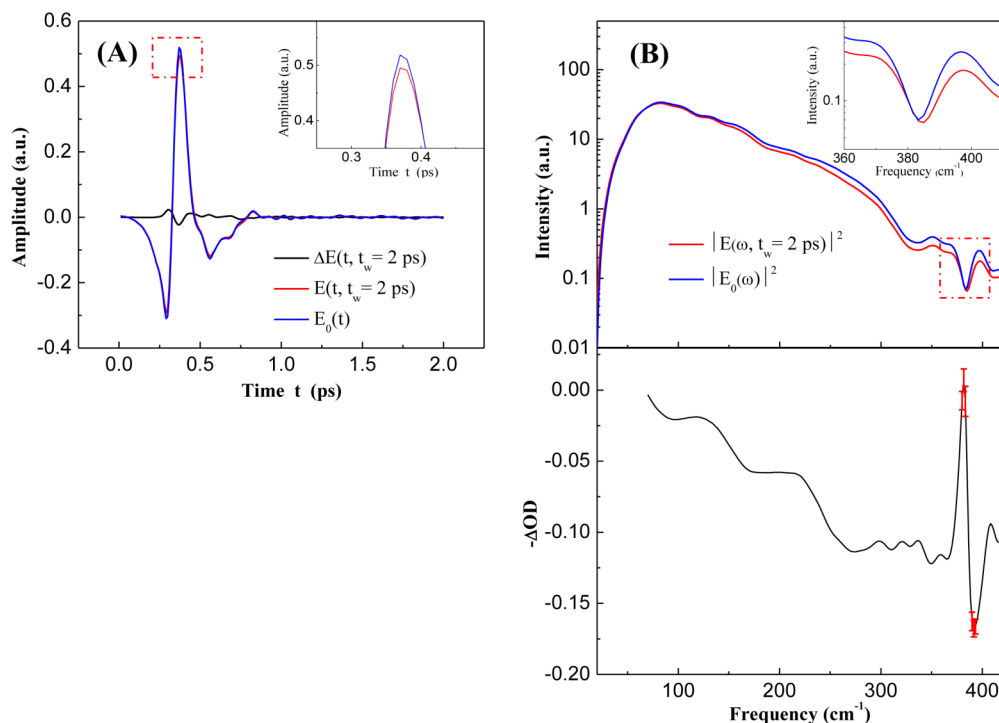 (A)
Amplitude (a.u.)
0.6
0.4
0.2
0.0
-0.2
-0.4
0.0
0.5
1.0
1.5
2.0
Time t (ps)
Amplitude (a.u.)
0.5
0.4
0.3
0.4
Time t (ps)
ΔE(t, t_w= 2 ps)
E(t, t_w= 2 ps)
E_0(t)
(B)
Intensity (a.u.)
100
10
1
0.1
0.01
Intensity (a.u.)
0.1
360
380
400
Frequency (cm⁻¹)
|E(ω, t_w= 2 ps)|²
|E_0(ω)|²
-ΔOD
0.00
-0.05
-0.10
-0.15
-0.20
100
200
300
400
Frequency (cm⁻¹)